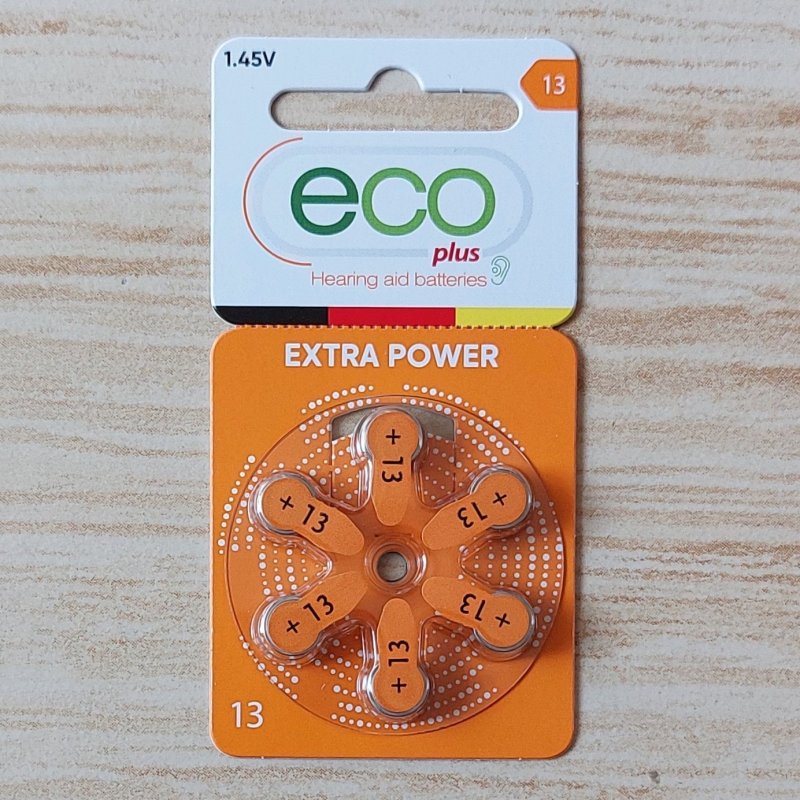 1.45V
13
eco
plus
Hearing aid batteries
EXTRA POWER
+ 13
+ 13
+ 13
+ 13
+ 13
+ 13
13